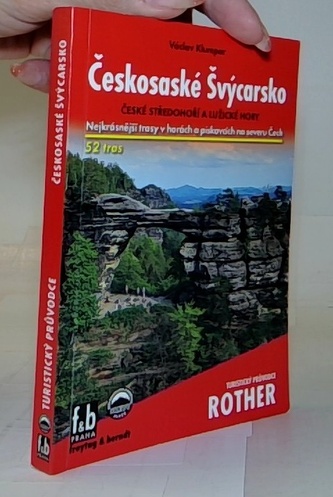 Václav Klumpar
Českosaské Švýcarsko
ČESKÉ STŘEDOHOŘÍ A LUŽICKÉ HORY
Nejkrásnější trasy v horách a pískovcích na severu Čech
52 tras
TURISTICKÝ PRŮVODCE
ROTHER
f&b
PRAHA
freytag & berndt
ČESKOSASKÉ ŠVÝCARSKO
TURISTICKÝ PRŮVODCE
f&b